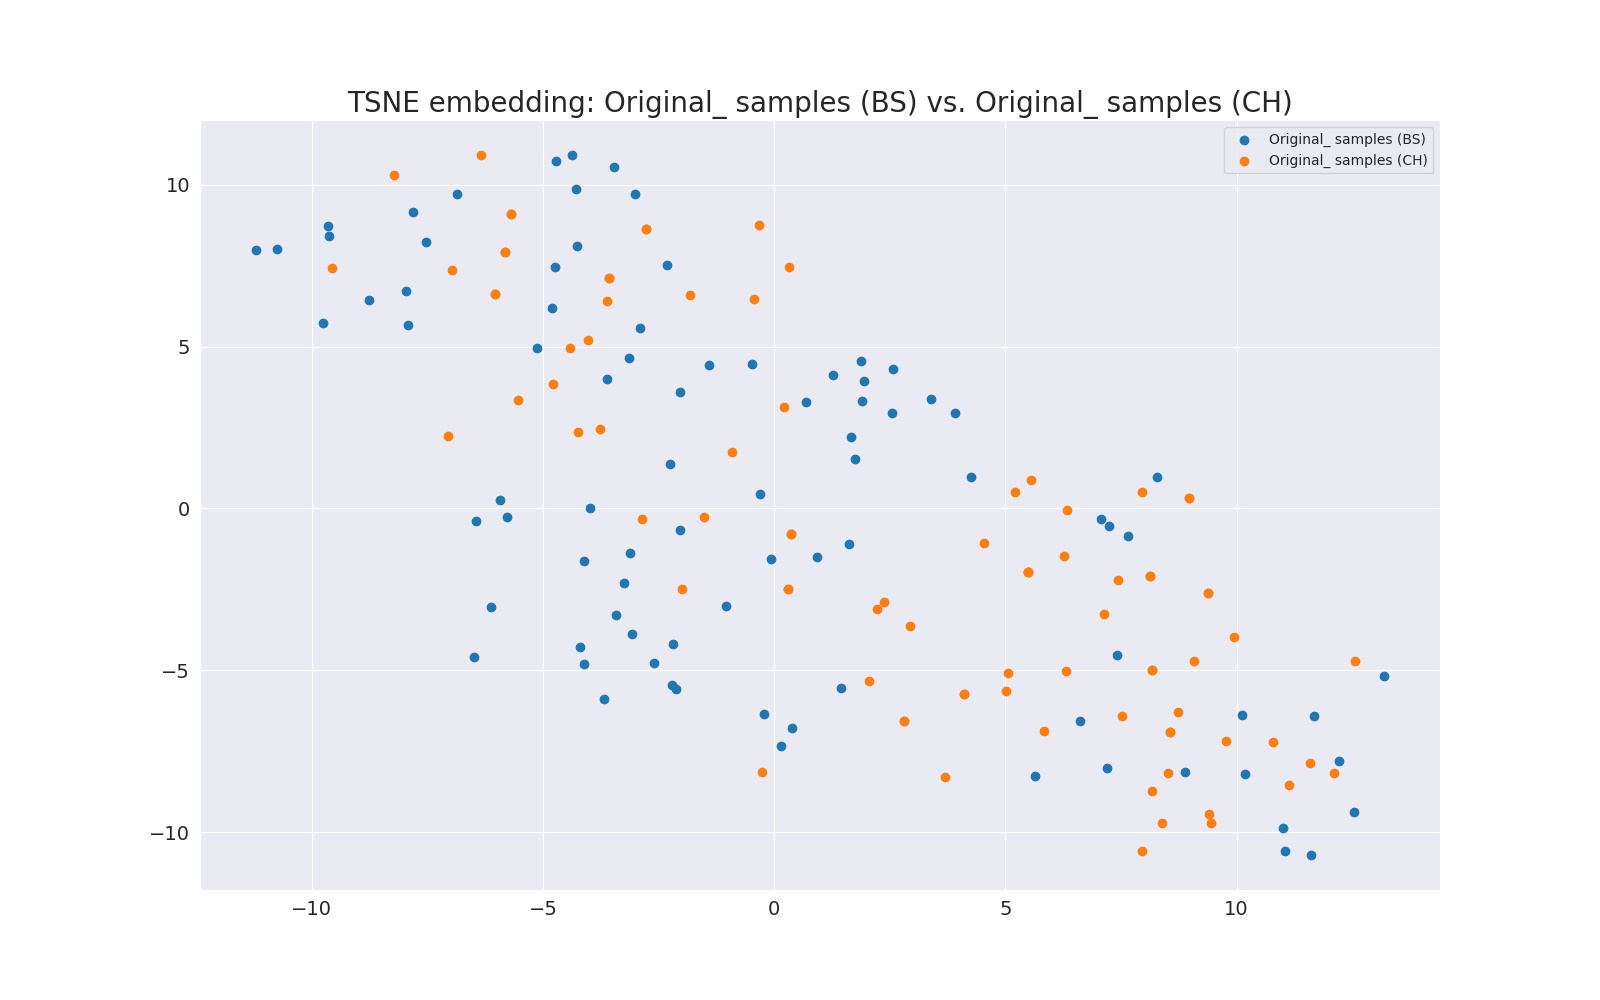 TSNE embedding: Original_ samples (BS) vs. Original_ samples (CH)
Original_ samples (BS)
Original_ samples (CH)
10
5
0
−5
−10
−10 −5 0 5 10